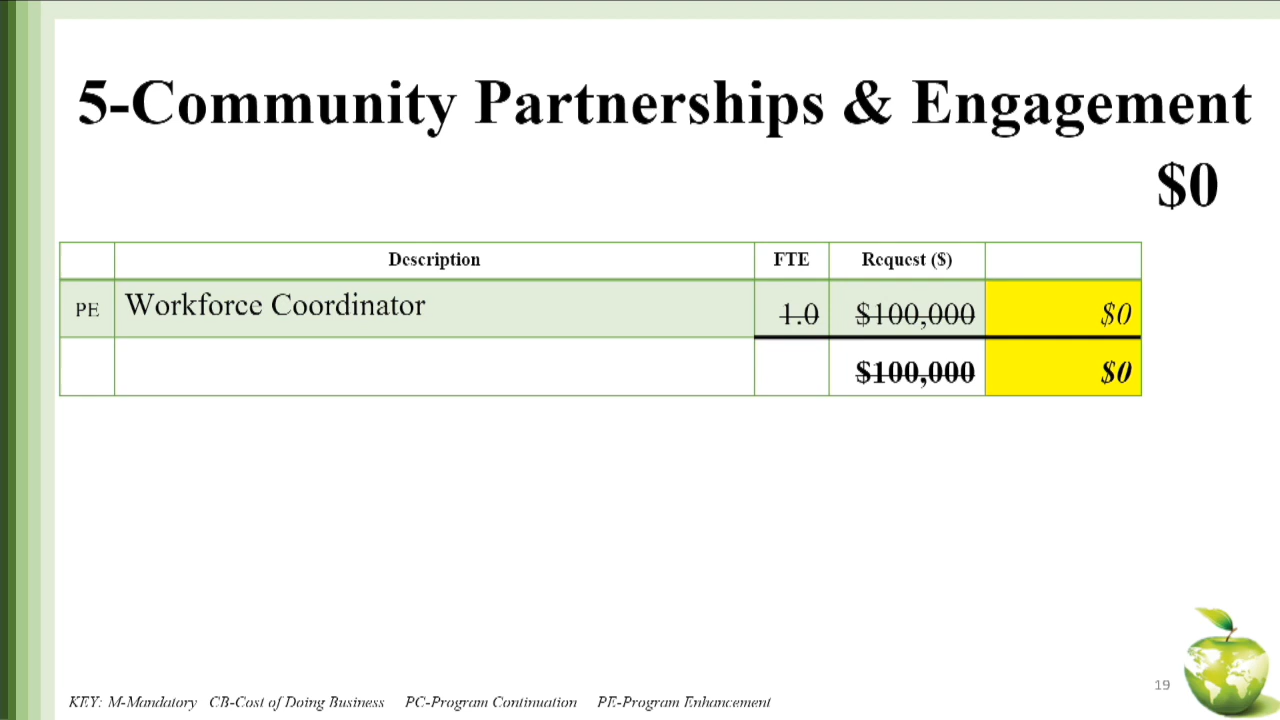 5-Community Partnerships & Engagement
$0
Description FTE Request ($)
PE Workforce Coordinator 1.0 $100,000 $0
$100,000 $0
19
KEY: M-Mandatory CB-Cost of Doing Business PC-Program Continuation PE-Program Enhancement